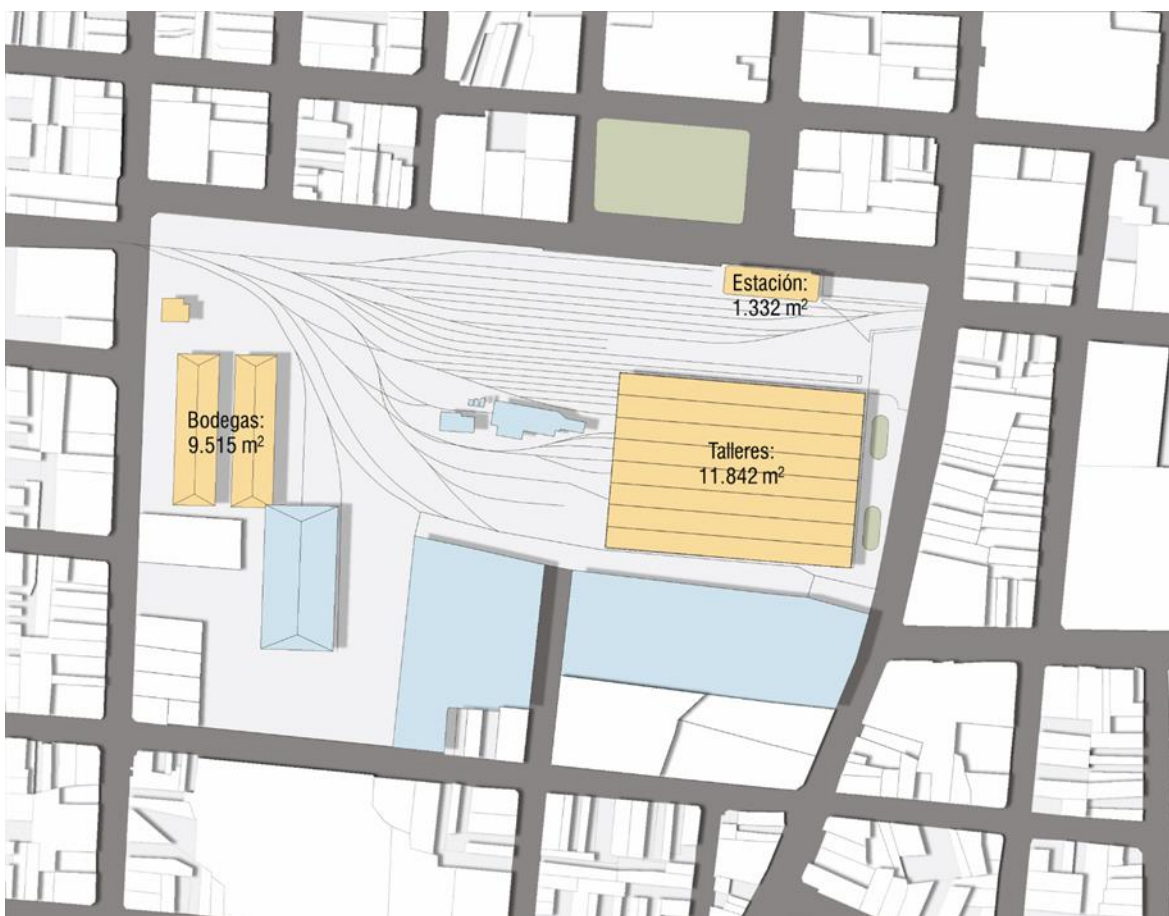 Estación:
1.332 m²
Bodegas:
9.515 m²
Talleres:
11.842 m²